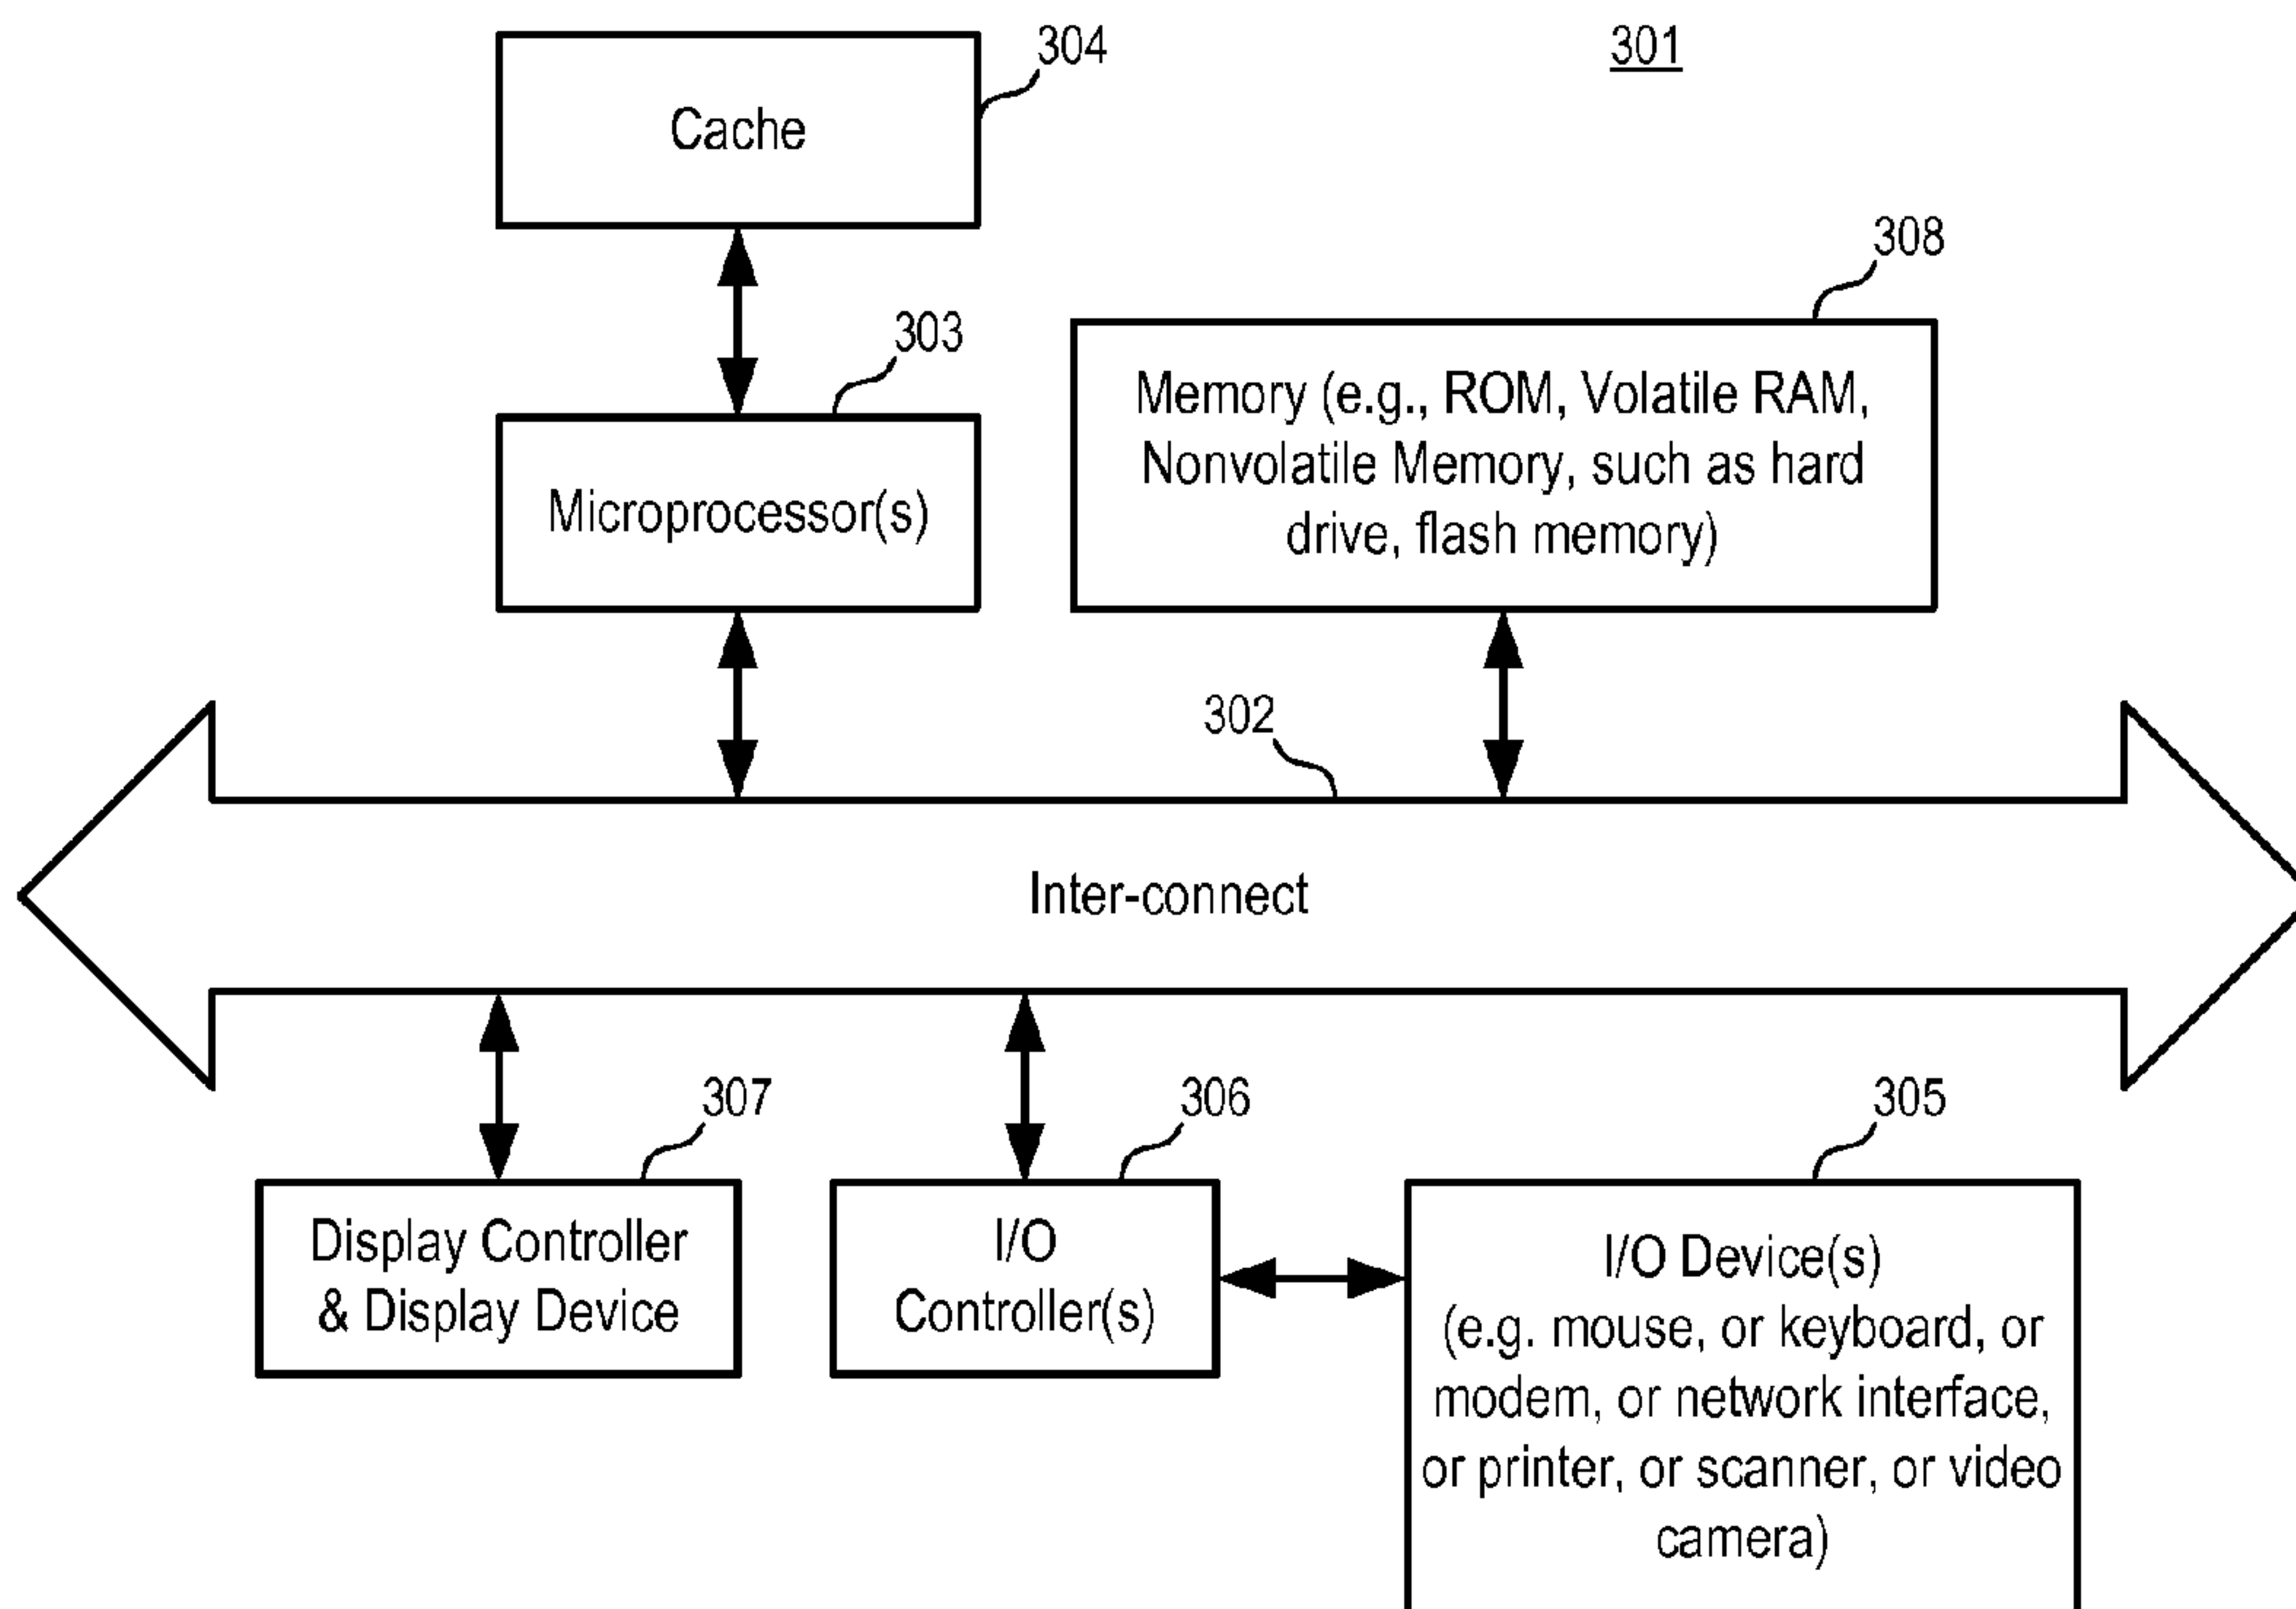 304
301
Cache
308
303
Memory (e.g., ROM, Volatile RAM,
Nonvolatile Memory, such as hard
drive, flash memory)
Microprocessor(s)
302
Inter-connect
307
306
305
Display Controller
& Display Device
I/O
Controller(s)
I/O Device(s)
(e.g. mouse, or keyboard, or
modem, or network interface,
or printer, or scanner, or video
camera)